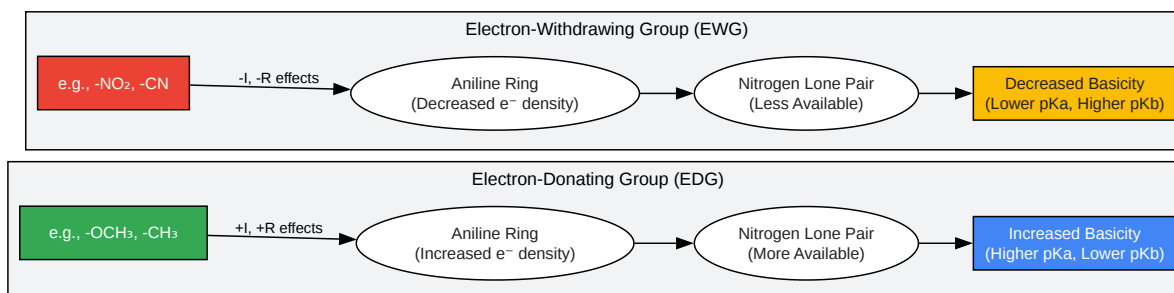 Electron-Withdrawing Group (EWG)
e.g., -NO₂, -CN
-I, -R effects
Aniline Ring
(Decreased e⁻ density)
Nitrogen Lone Pair
(Less Available)
Decreased Basicity
(Lower pKa, Higher pKb)
Electron-Donating Group (EDG)
e.g., -OCH₃, -CH₃
+I, +R effects
Aniline Ring
(Increased e⁻ density)
Nitrogen Lone Pair
(More Available)
Increased Basicity
(Higher pKa, Lower pKb)